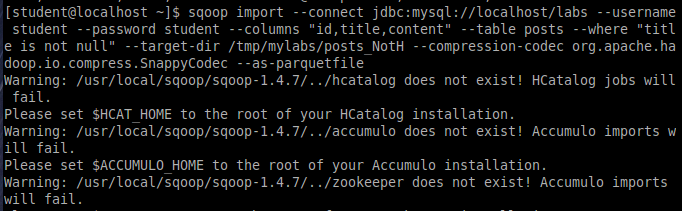 [student@localhost ~]$ sqoop import --connect jdbc:mysql://localhost/labs --username
 student --password student --columns "id,title,content" --table posts --where "titl
e is not null" --target-dir /tmp/mylabs/posts_NotH --compression-codec org.apache.ha
doop.io.compress.SnappyCodec --as-parquetfile
Warning: /usr/local/sqoop/sqoop-1.4.7/../hcatalog does not exist! HCatalog jobs will
 fail.
Please set $HCAT_HOME to the root of your HCatalog installation.
Warning: /usr/local/sqoop/sqoop-1.4.7/../accumulo does not exist! Accumulo imports w
ill fail.
Please set $ACCUMULO_HOME to the root of your Accumulo installation.
Warning: /usr/local/sqoop/sqoop-1.4.7/../zookeeper does not exist! Accumulo imports
will fail.